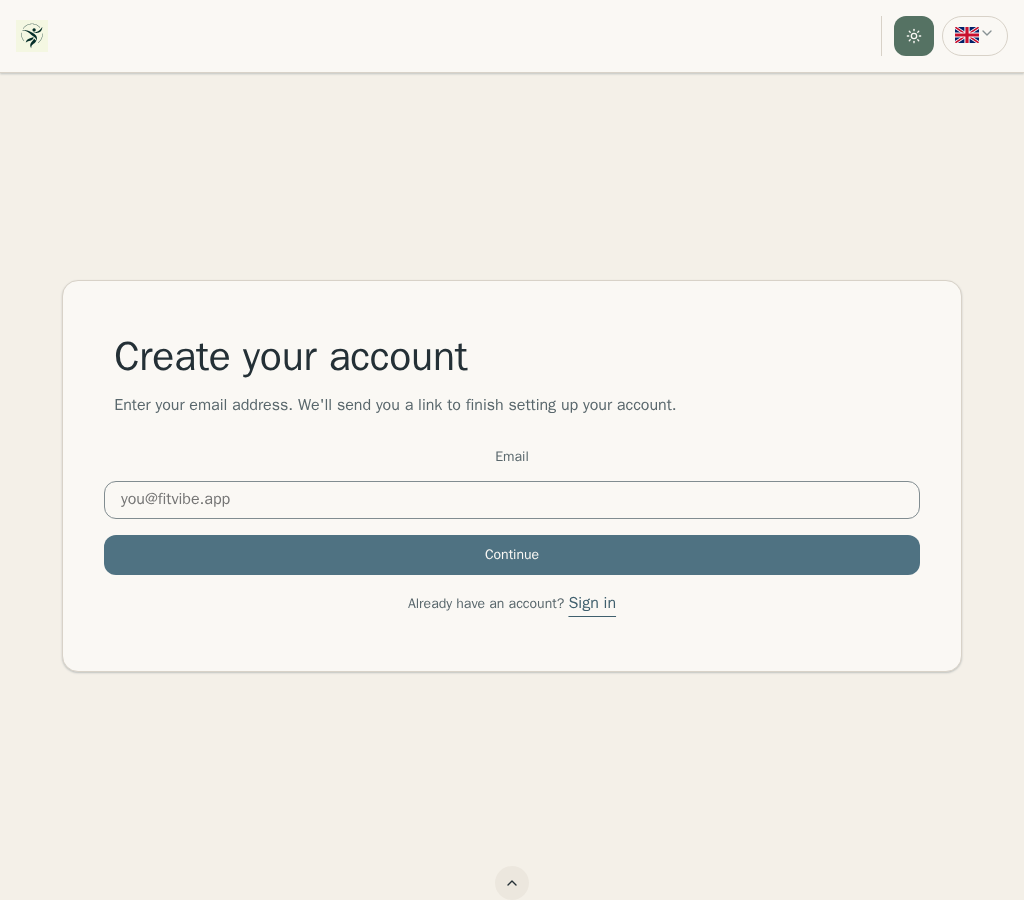 Create your account
Enter your email address. We'll send you a link to finish setting up your account.
Email
you@fitvibe.app
Continue
Already have an account? Sign in